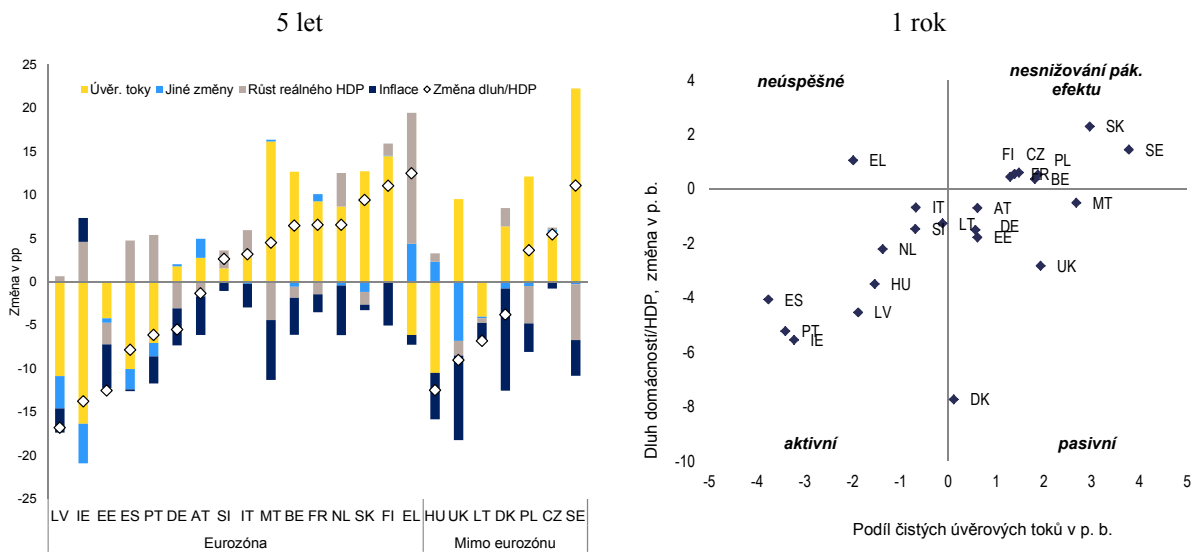 5 let
25
20
15
10
5
0
-5
-10
-15
-20
-25
Změna v pp
Úvěr. toky Jiné změny Růst reálného HDP Inflace Změna dluh/HDP
LV IE EE ES PT DE AT SI IT MT BE FR NL SK FI EL HU UK LT DK PL CZ SE
Eurozóna Mimo eurozónu
1 rok
4
2
0
-2
-4
-6
-8
-10
Dluh domácností/HDP, změna v p. b.
neúspěšné
nesnižování pák.
efektu
SK
SE
FI CZ PL
FR BE
EL
IT
SI
LT
AT
DE
EE
MT
NL
UK
HU
ES
LV
PT
IE
DK
aktivní
pasivní
-5 -4 -3 -2 -1 0 1 2 3 4 5
Podíl čistých úvěrových toků v p. b.